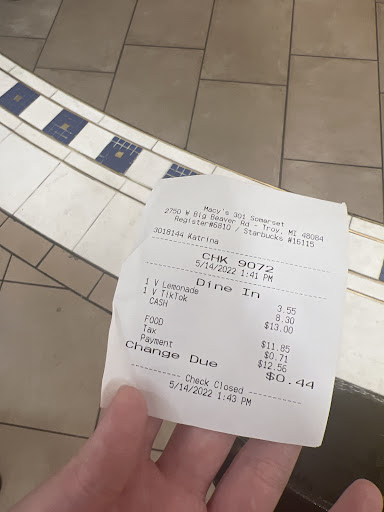 Macy's 301 Somerset
2750 W Big Beaver Rd - Troy, MI 48084
Register#6810 / Starbucks #16115
3018144 Katrina
CHK 9072
5/14/2022 1:41 PM
Dine In
1 V Lemonade 3.55
1 V TikTok 8.30
CASH $13.00
FOOD $11.85
Tax $0.71
Payment $12.56
Change Due $0.44
---------- Check Closed ----------
5/14/2022 1:43 PM